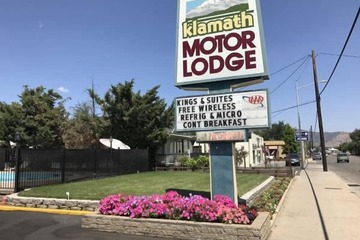 klamath
MOTOR
LODGE
KINGS & SUITES
FREE WIRELESS
REFRIG & MICRO
CONT BREAKFAST